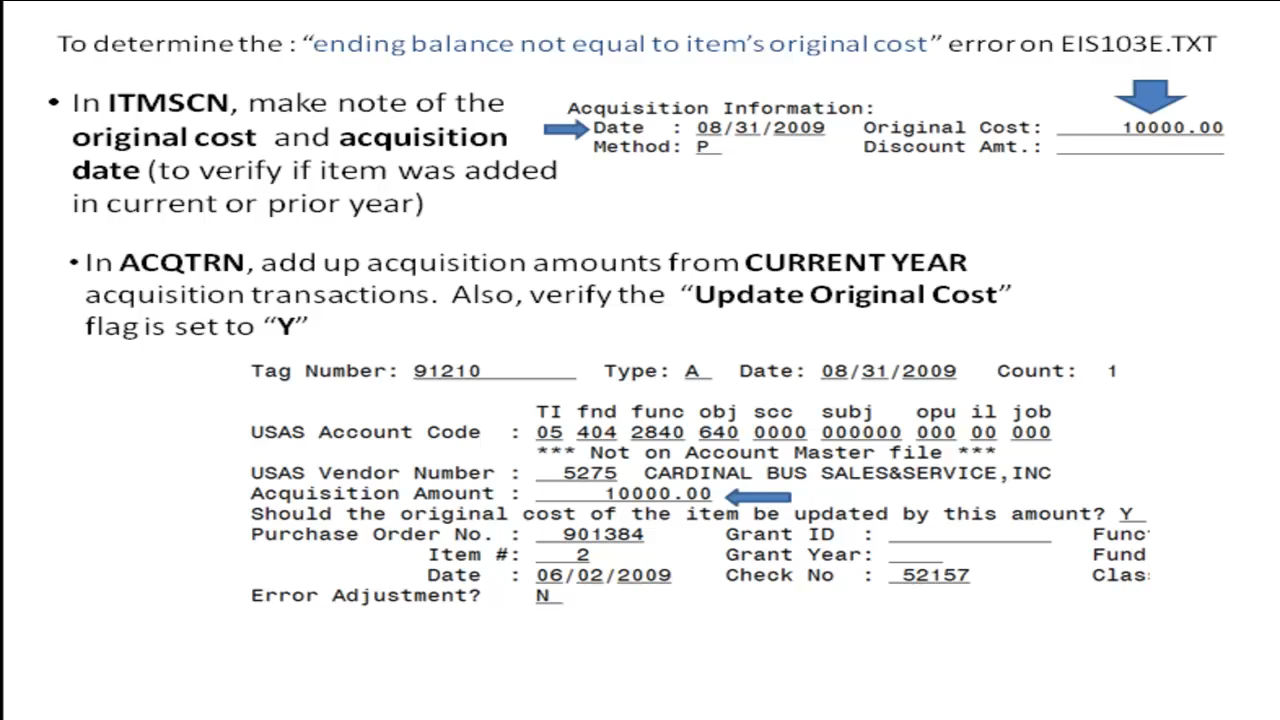 To determine the : “ending balance not equal to item’s original cost” error on EIS103E.TXT
• In ITMSCN, make note of the
original cost and acquisition
date (to verify if item was added
in current or prior year)
Acquisition Information:
Date : 08/31/2009 Original Cost: 10000.00
Method: P Discount Amt.:
• In ACQTRN, add up acquisition amounts from CURRENT YEAR
acquisition transactions. Also, verify the “Update Original Cost”
flag is set to “Y”
Tag Number: 91210 Type: A Date: 08/31/2009 Count: 1
TI fnd func obj scc subj opu il job
USAS Account Code : 05 404 2840 640 0000 000000 000 00 000
*** Not on Account Master file ***
USAS Vendor Number : 5275 CARDINAL BUS SALES&SERVICE,INC
Acquisition Amount : 10000.00
Should the original cost of the item be updated by this amount? Y
Purchase Order No. : 901384 Grant ID : Func
Item #: 2 Grant Year: Fund
Date : 06/02/2009 Check No : 52157 Clas
Error Adjustment? N